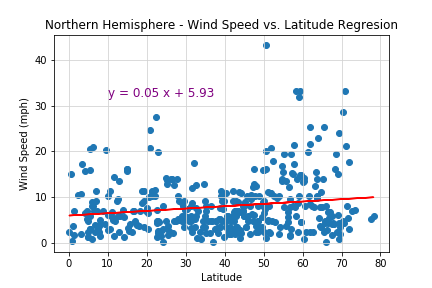 Northern Hemisphere - Wind Speed vs. Latitude Regresion
y = 0.05 x + 5.93
Wind Speed (mph)
40
30
20
10
0
0 10 20 30 40 50 60 70 80
Latitude